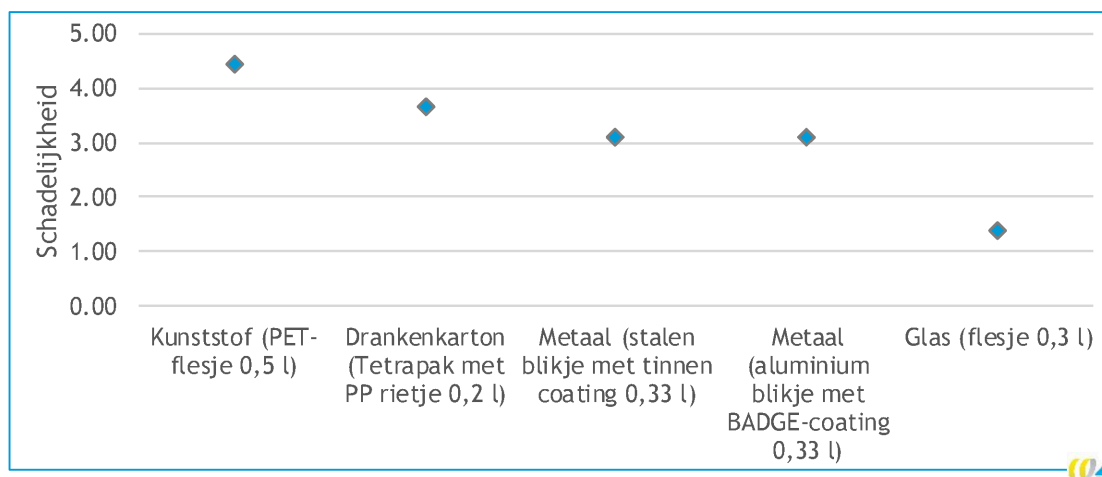 5.00
4.00
3.00
2.00
1.00
0.00
Schadelijkheid
Kunststof (PET-
flesje 0,5 l)
Drankenkarton
(Tetrapak met
PP rietje 0,2 l)
Metaal (stalen
blikje met tinnen
coating 0,33 l)
Metaal
(aluminium
blikje met
BADGE-coating
0,33 l)
Glas (flesje 0,3 l)